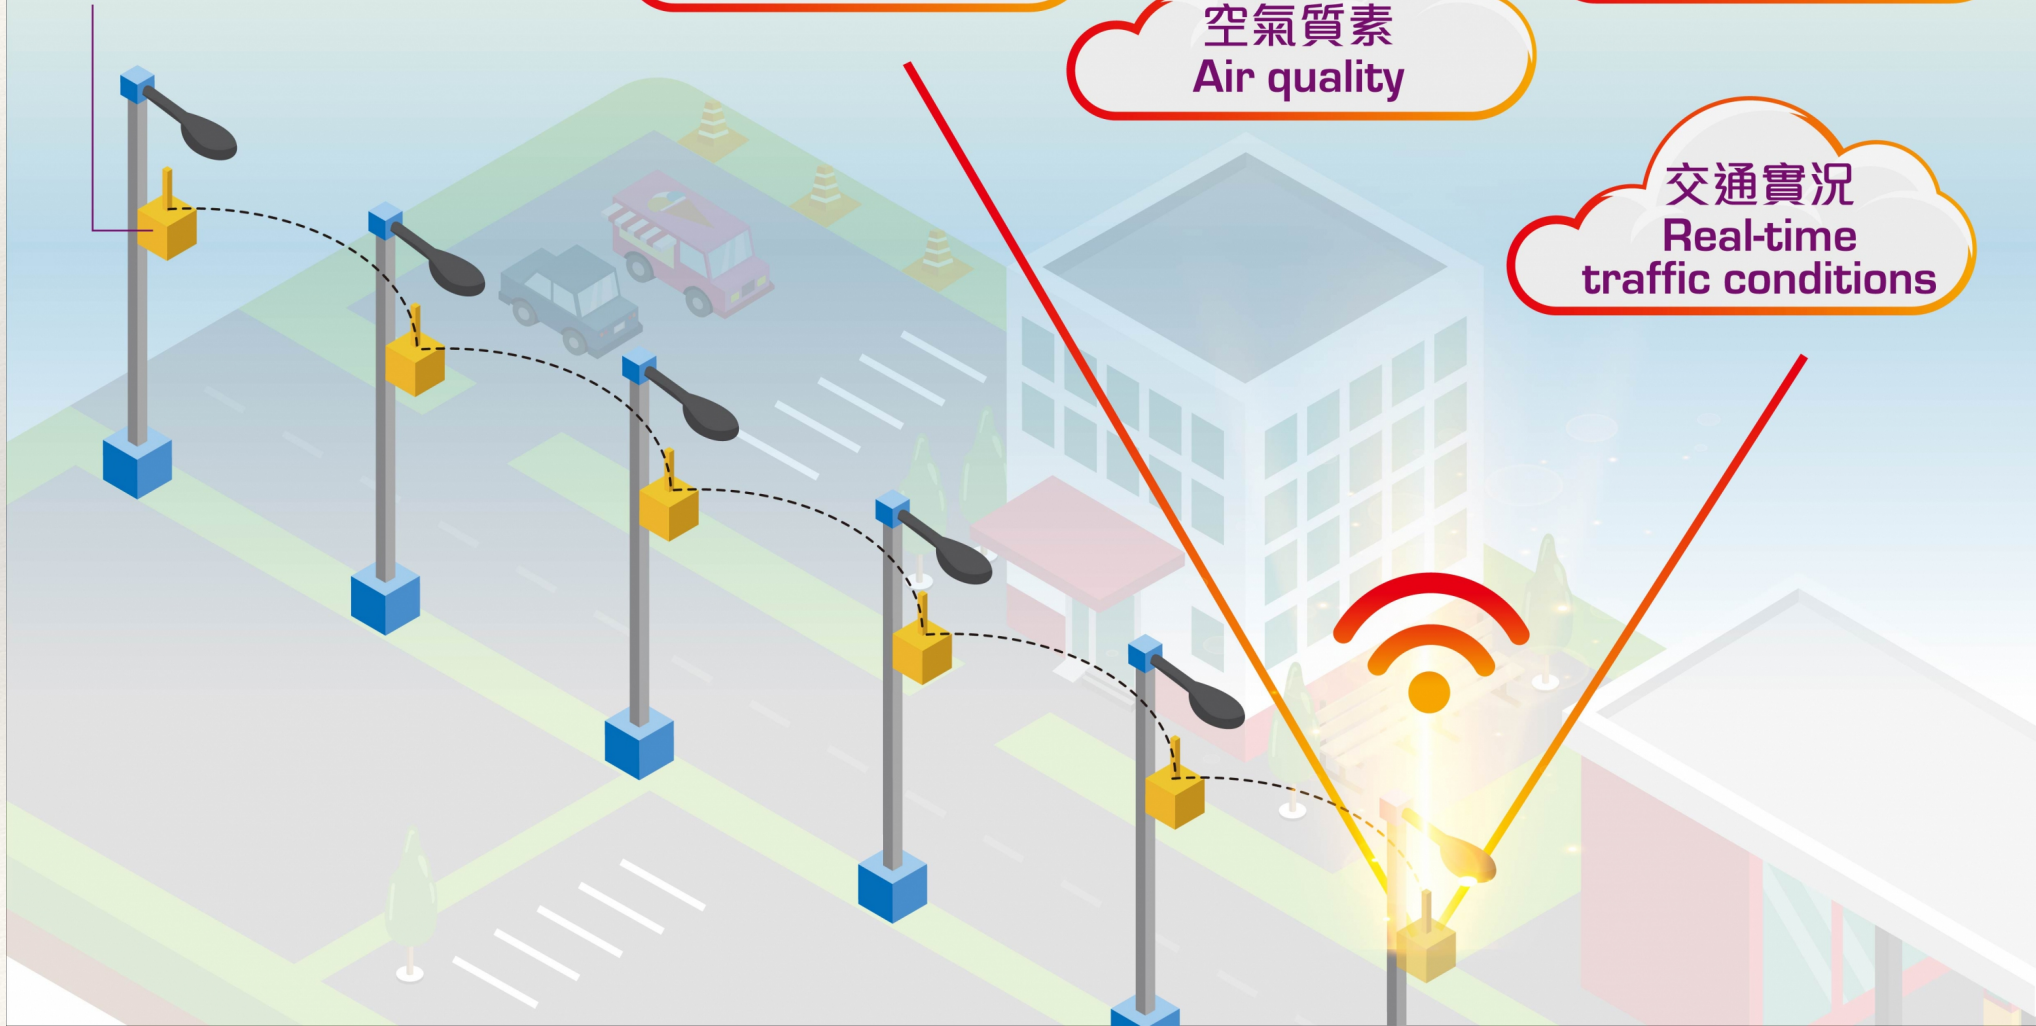 空氣質素
Air quality
交通實況
Real-time
traffic conditions